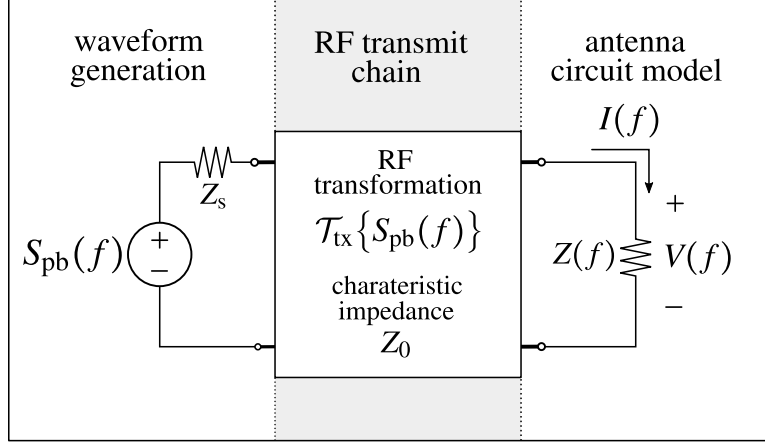 waveform
generation
RF transmit
chain
antenna
circuit model
I(f)
Z_s
RF
transformation
𝒯_tx{S_pb(f)}
charateristic
impedance
Z_0
S_pb(f)
+
−
Z(f)
+
V(f)
−